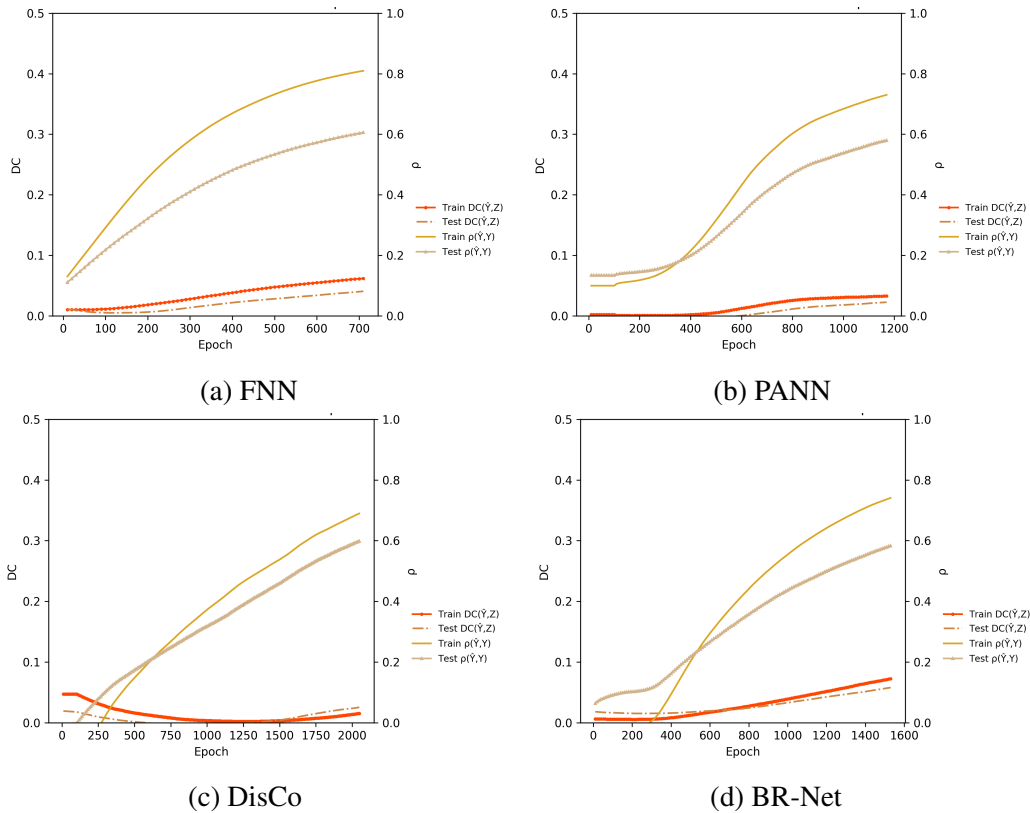 0.5
0.4
0.3
0.2
0.1
0.0
DC
1.0
0.8
0.6
0.4
0.2
0.0
ρ
0 100 200 300 400 500 600 700
Epoch
Train DC(Ŷ,Z)
Test DC(Ŷ,Z)
Train ρ(Ŷ,Y)
Test ρ(Ŷ,Y)
(a) FNN
0.5
0.4
0.3
0.2
0.1
0.0
DC
1.0
0.8
0.6
0.4
0.2
0.0
ρ
0 200 400 600 800 1000 1200
Epoch
Train DC(Ŷ,Z)
Test DC(Ŷ,Z)
Train ρ(Ŷ,Y)
Test ρ(Ŷ,Y)
(b) PANN
0.5
0.4
0.3
0.2
0.1
0.0
DC
1.0
0.8
0.6
0.4
0.2
0.0
ρ
0 250 500 750 1000 1250 1500 1750 2000
Epoch
Train DC(Ŷ,Z)
Test DC(Ŷ,Z)
Train ρ(Ŷ,Y)
Test ρ(Ŷ,Y)
(c) DisCo
0.5
0.4
0.3
0.2
0.1
0.0
DC
1.0
0.8
0.6
0.4
0.2
0.0
ρ
0 200 400 600 800 1000 1200 1400 1600
Epoch
Train DC(Ŷ,Z)
Test DC(Ŷ,Z)
Train ρ(Ŷ,Y)
Test ρ(Ŷ,Y)
(d) BR-Net